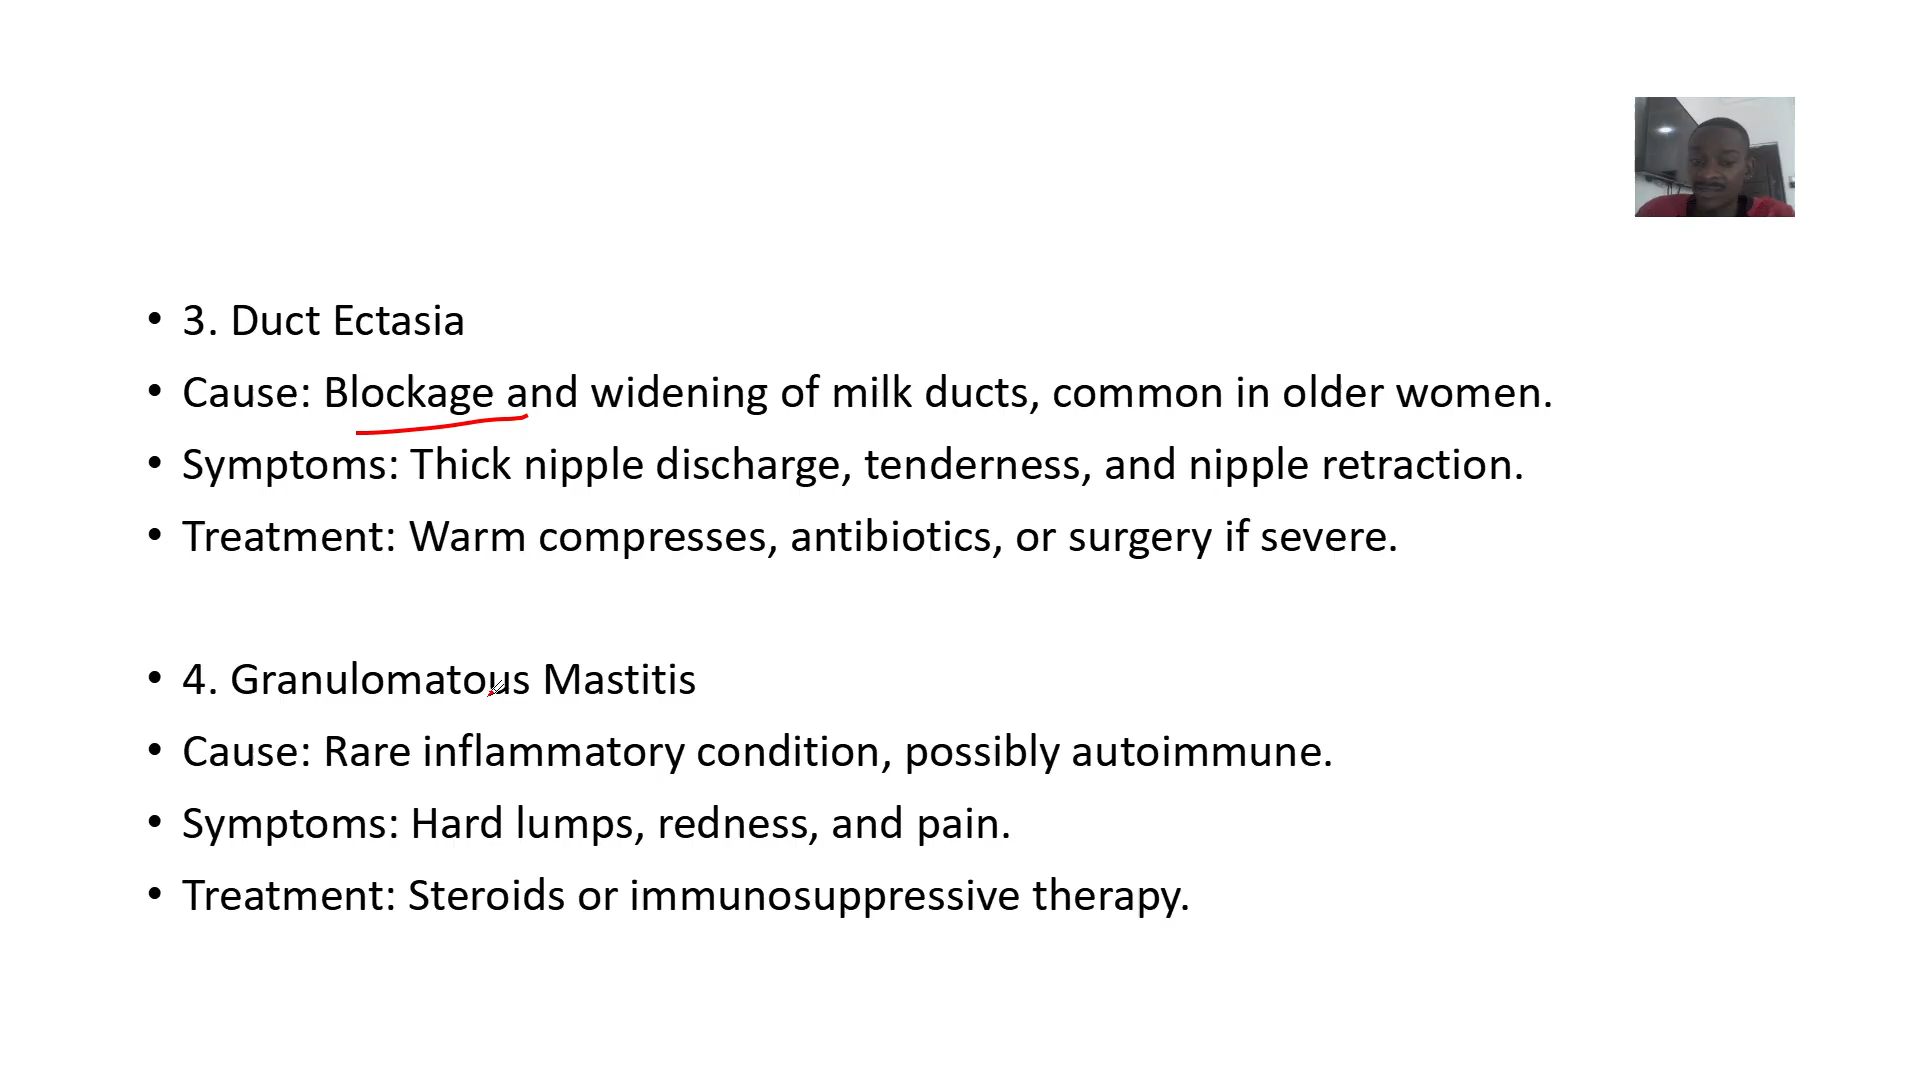 • 3. Duct Ectasia
• Cause: Blockage and widening of milk ducts, common in older women.
• Symptoms: Thick nipple discharge, tenderness, and nipple retraction.
• Treatment: Warm compresses, antibiotics, or surgery if severe.
• 4. Granulomatous Mastitis
• Cause: Rare inflammatory condition, possibly autoimmune.
• Symptoms: Hard lumps, redness, and pain.
• Treatment: Steroids or immunosuppressive therapy.